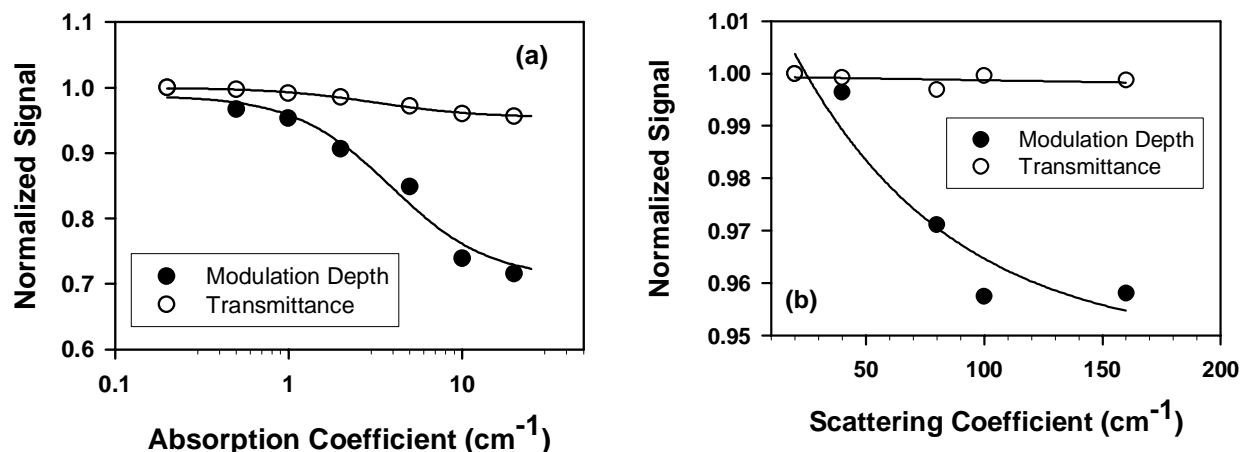 (a)
Normalized Signal
1.1
1.0
0.9
0.8
0.7
0.6
Modulation Depth
Transmittance
0.1
1
10
Absorption Coefficient (cm⁻¹)
(b)
Normalized Signal
1.01
1.00
0.99
0.98
0.97
0.96
0.95
Modulation Depth
Transmittance
50
100
150
200
Scattering Coefficient (cm⁻¹)